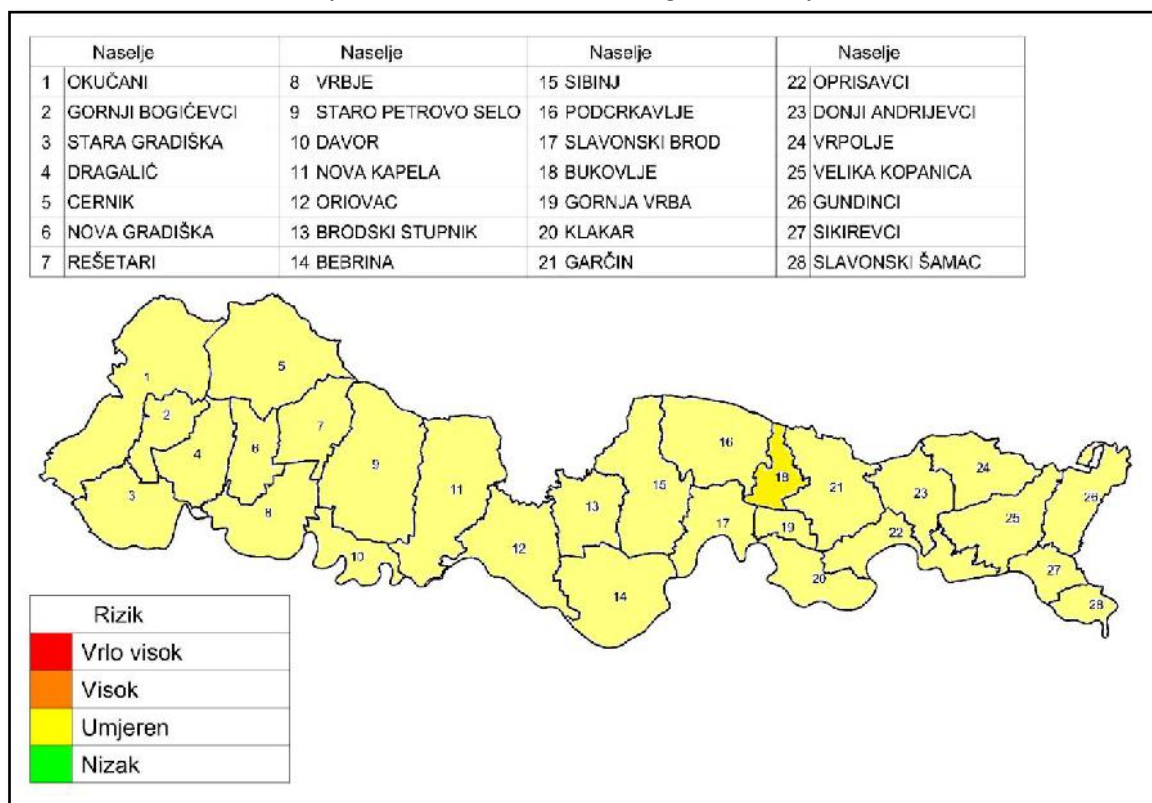 Naselje Naselje Naselje Naselje
1 OKUČANI 8 VRBJE 15 SIBINJ 22 OPRISAVCI
2 GORNJI BOGIĆEVCI 9 STARO PETROVO SELO 16 PODCRKAVLJE 23 DONJI ANDRIJEVCI
3 STARA GRADIŠKA 10 DAVOR 17 SLAVONSKI BROD 24 VRPOLJE
4 DRAGALIĆ 11 NOVA KAPELA 18 BUKOVLJE 25 VELIKA KOPANICA
5 CERNIK 12 ORIOVAC 19 GORNJA VRBA 26 GUNDINCI
6 NOVA GRADIŠKA 13 BRODSKI STUPNIK 20 KLAKAR 27 SIKIREVCI
7 REŠETARI 14 BEBRINA 21 GARČIN 28 SLAVONSKI ŠAMAC
5
1
7
2
16
6
4
9
24
18
15
21
11
23
26
3
13
25
8
17
19
22
12
10
27
20
14
28
Rizik
Vrlo visok
Visok
Umjeren
Nizak